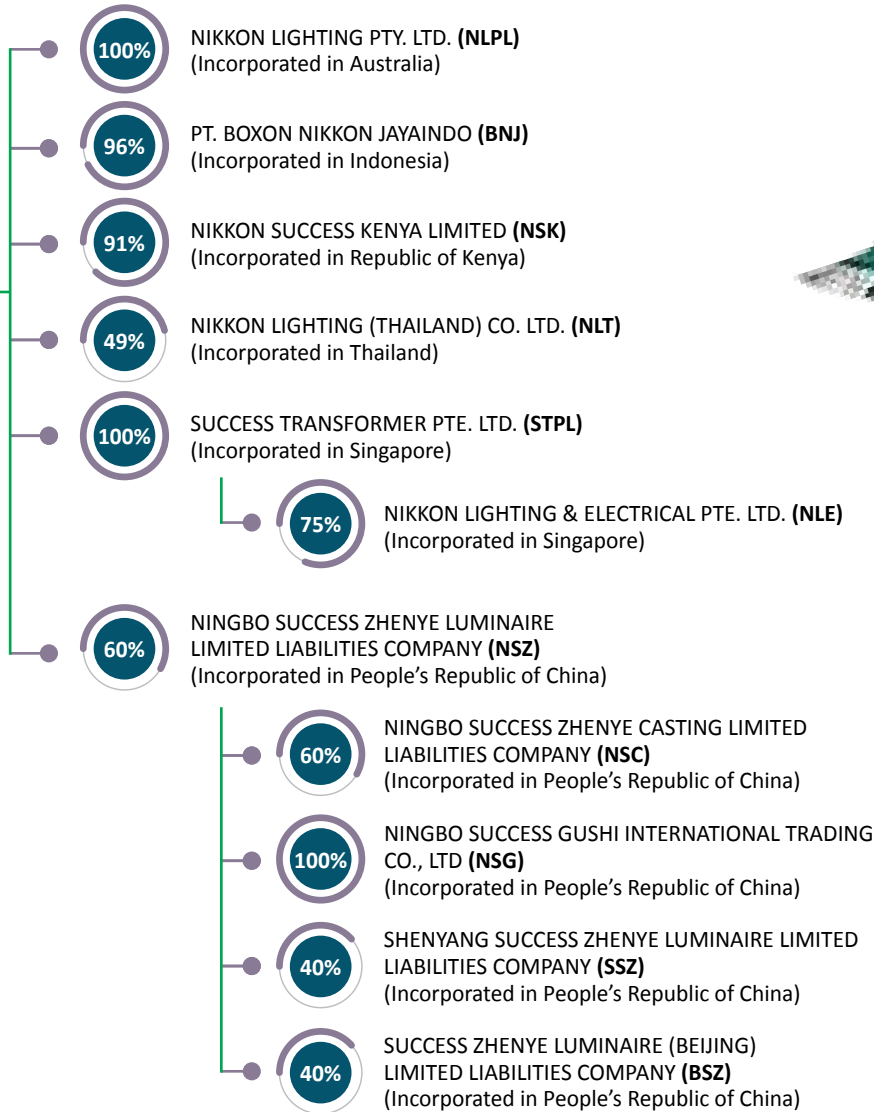 100%
NIKKON LIGHTING PTY. LTD. (NLPL)
(Incorporated in Australia)
96%
PT. BOXON NIKKON JAYAINDO (BNJ)
(Incorporated in Indonesia)
91%
NIKKON SUCCESS KENYA LIMITED (NSK)
(Incorporated in Republic of Kenya)
49%
NIKKON LIGHTING (THAILAND) CO. LTD. (NLT)
(Incorporated in Thailand)
100%
SUCCESS TRANSFORMER PTE. LTD. (STPL)
(Incorporated in Singapore)
75%
NIKKON LIGHTING & ELECTRICAL PTE. LTD. (NLE)
(Incorporated in Singapore)
60%
NINGBO SUCCESS ZHENYE LUMINAIRE
LIMITED LIABILITIES COMPANY (NSZ)
(Incorporated in People's Republic of China)
60%
NINGBO SUCCESS ZHENYE CASTING LIMITED
LIABILITIES COMPANY (NSC)
(Incorporated in People's Republic of China)
100%
NINGBO SUCCESS GUSHI INTERNATIONAL TRADING
CO., LTD (NSG)
(Incorporated in People's Republic of China)
40%
SHENYANG SUCCESS ZHENYE LUMINAIRE LIMITED
LIABILITIES COMPANY (SSZ)
(Incorporated in People's Republic of China)
40%
SUCCESS ZHENYE LUMINAIRE (BEIJING)
LIMITED LIABILITIES COMPANY (BSZ)
(Incorporated in People's Republic of China)